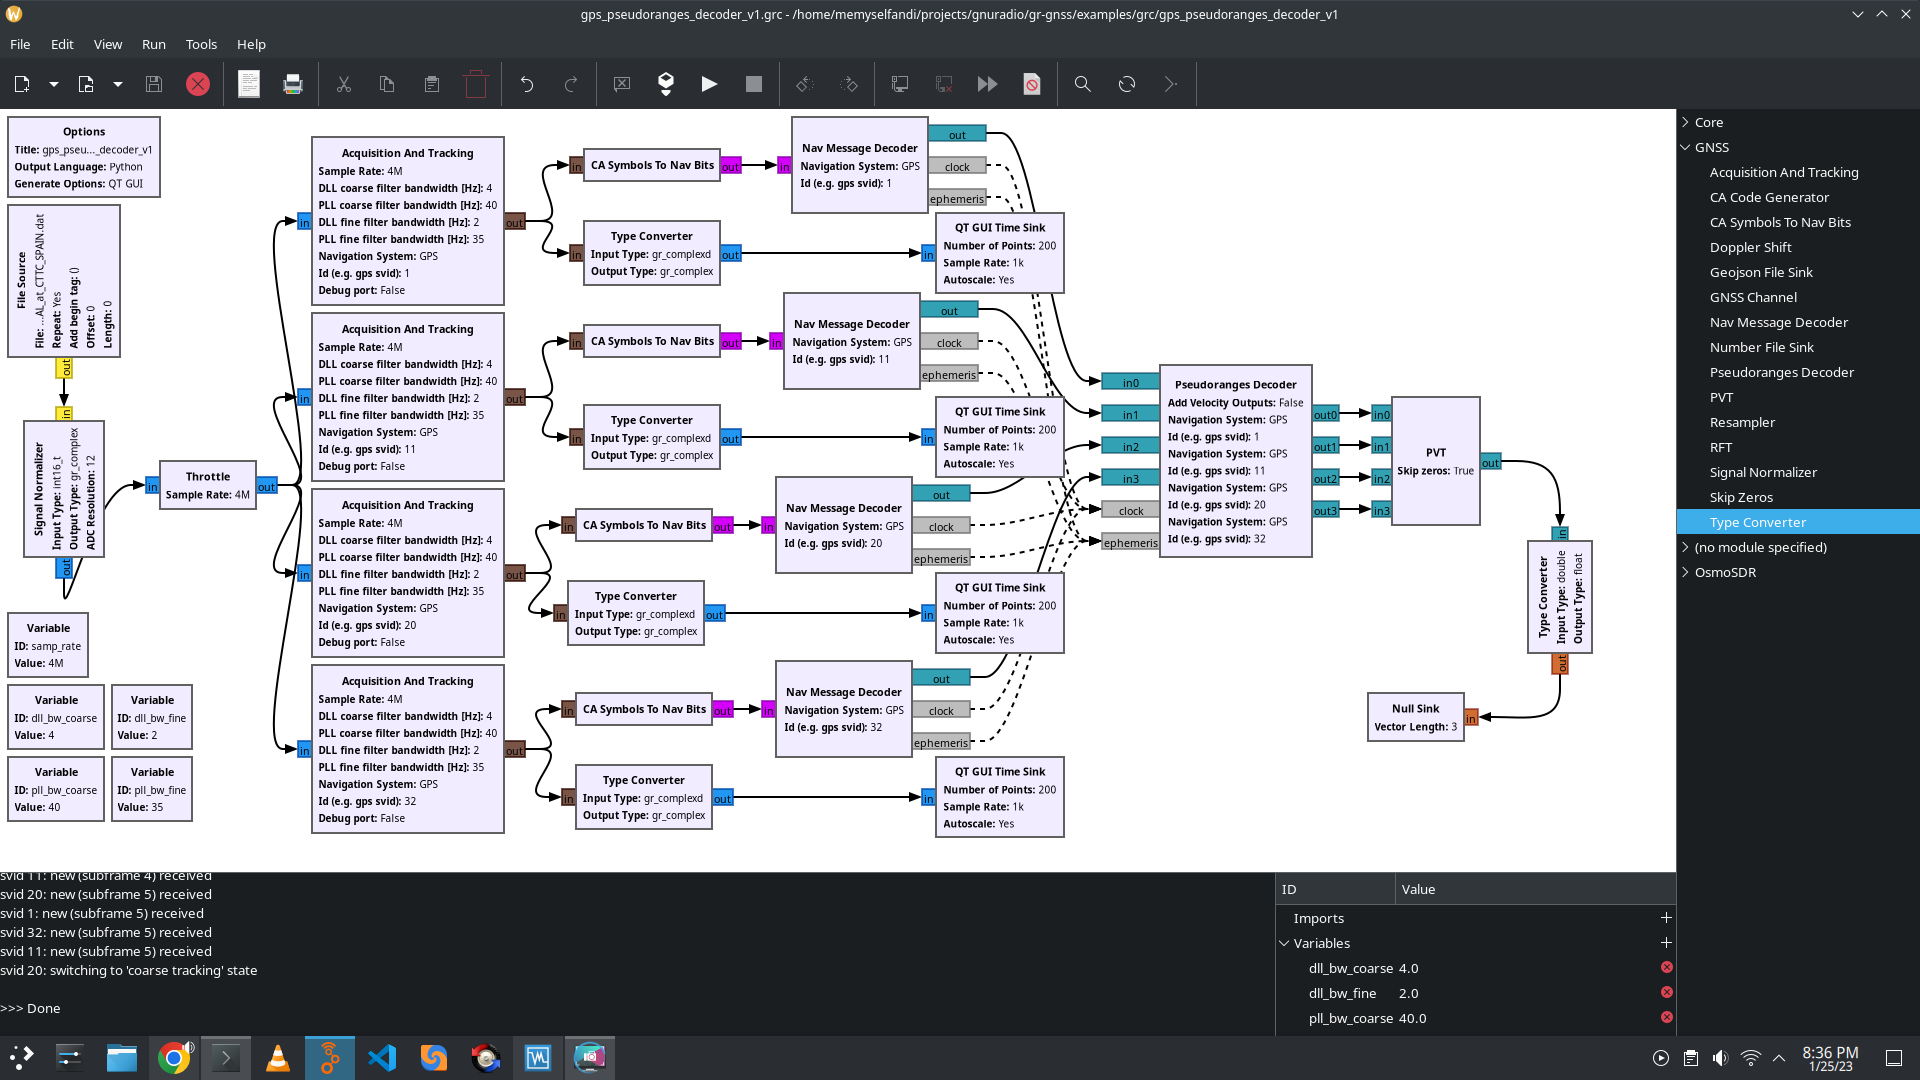 gps_pseudoranges_decoder_v1.grc - /home/memyselfandi/projects/gnuradio/gr-gnss/examples/grc/gps_pseudoranges_decoder_v1
File Edit View Run Tools Help
Options
Title: gps_pseu..._decoder_v1
Output Language: Python
Generate Options: QT GUI
File Source
File: ...AL_at_CTTC_SPAIN.dat
Repeat: Yes
Add begin tag: ()
Offset: 0
Length: 0
out
in
Signal Normalizer
Input Type: int16_t
Output Type: gr_complex
ADC Resolution: 12
out
in
Throttle
Sample Rate: 4M
out
Variable
ID: samp_rate
Value: 4M
Variable
ID: dll_bw_coarse
Value: 4
Variable
ID: dll_bw_fine
Value: 2
Variable
ID: pll_bw_coarse
Value: 40
Variable
ID: pll_bw_fine
Value: 35
in
Acquisition And Tracking
Sample Rate: 4M
DLL coarse filter bandwidth [Hz]: 4
PLL coarse filter bandwidth [Hz]: 40
DLL fine filter bandwidth [Hz]: 2
PLL fine filter bandwidth [Hz]: 35
Navigation System: GPS
Id (e.g. gps svid): 1
Debug port: False
out
in
Acquisition And Tracking
Sample Rate: 4M
DLL coarse filter bandwidth [Hz]: 4
PLL coarse filter bandwidth [Hz]: 40
DLL fine filter bandwidth [Hz]: 2
PLL fine filter bandwidth [Hz]: 35
Navigation System: GPS
Id (e.g. gps svid): 11
Debug port: False
out
in
Acquisition And Tracking
Sample Rate: 4M
DLL coarse filter bandwidth [Hz]: 4
PLL coarse filter bandwidth [Hz]: 40
DLL fine filter bandwidth [Hz]: 2
PLL fine filter bandwidth [Hz]: 35
Navigation System: GPS
Id (e.g. gps svid): 20
Debug port: False
out
in
Acquisition And Tracking
Sample Rate: 4M
DLL coarse filter bandwidth [Hz]: 4
PLL coarse filter bandwidth [Hz]: 40
DLL fine filter bandwidth [Hz]: 2
PLL fine filter bandwidth [Hz]: 35
Navigation System: GPS
Id (e.g. gps svid): 32
Debug port: False
out
in
CA Symbols To Nav Bits
out
in
Nav Message Decoder
Navigation System: GPS
Id (e.g. gps svid): 1
out
clock
ephemeris
in
Type Converter
Input Type: gr_complexd
Output Type: gr_complex
out
in
QT GUI Time Sink
Number of Points: 200
Sample Rate: 1k
Autoscale: Yes
in
CA Symbols To Nav Bits
out
in
Nav Message Decoder
Navigation System: GPS
Id (e.g. gps svid): 11
out
clock
ephemeris
in
Type Converter
Input Type: gr_complexd
Output Type: gr_complex
out
in
QT GUI Time Sink
Number of Points: 200
Sample Rate: 1k
Autoscale: Yes
in
CA Symbols To Nav Bits
out
in
Nav Message Decoder
Navigation System: GPS
Id (e.g. gps svid): 20
out
clock
ephemeris
in
Type Converter
Input Type: gr_complexd
Output Type: gr_complex
out
in
QT GUI Time Sink
Number of Points: 200
Sample Rate: 1k
Autoscale: Yes
in
CA Symbols To Nav Bits
out
in
Nav Message Decoder
Navigation System: GPS
Id (e.g. gps svid): 32
out
clock
ephemeris
in
Type Converter
Input Type: gr_complexd
Output Type: gr_complex
out
in
QT GUI Time Sink
Number of Points: 200
Sample Rate: 1k
Autoscale: Yes
in0
in1
in2
in3
clock
ephemeris
Pseudoranges Decoder
Add Velocity Outputs: False
Navigation System: GPS
Id (e.g. gps svid): 1
Navigation System: GPS
Id (e.g. gps svid): 11
Navigation System: GPS
Id (e.g. gps svid): 20
Navigation System: GPS
Id (e.g. gps svid): 32
out0
out1
out2
out3
in0
in1
in2
in3
PVT
Skip zeros: True
out
in
Type Converter
Input Type: double
Output Type: float
out
in
Null Sink
Vector Length: 3
Core
GNSS
Acquisition And Tracking
CA Code Generator
CA Symbols To Nav Bits
Doppler Shift
Geojson File Sink
GNSS Channel
Nav Message Decoder
Number File Sink
Pseudoranges Decoder
PVT
Resampler
RFT
Signal Normalizer
Skip Zeros
Type Converter
(no module specified)
OsmoSDR
svid 11: new (subframe 4) received
svid 20: new (subframe 5) received
svid 1: new (subframe 5) received
svid 32: new (subframe 5) received
svid 11: new (subframe 5) received
svid 20: switching to 'coarse tracking' state
>>> Done
ID Value
Imports
Variables
dll_bw_coarse 4.0
dll_bw_fine 2.0
pll_bw_coarse 40.0
8:36 PM
1/25/23